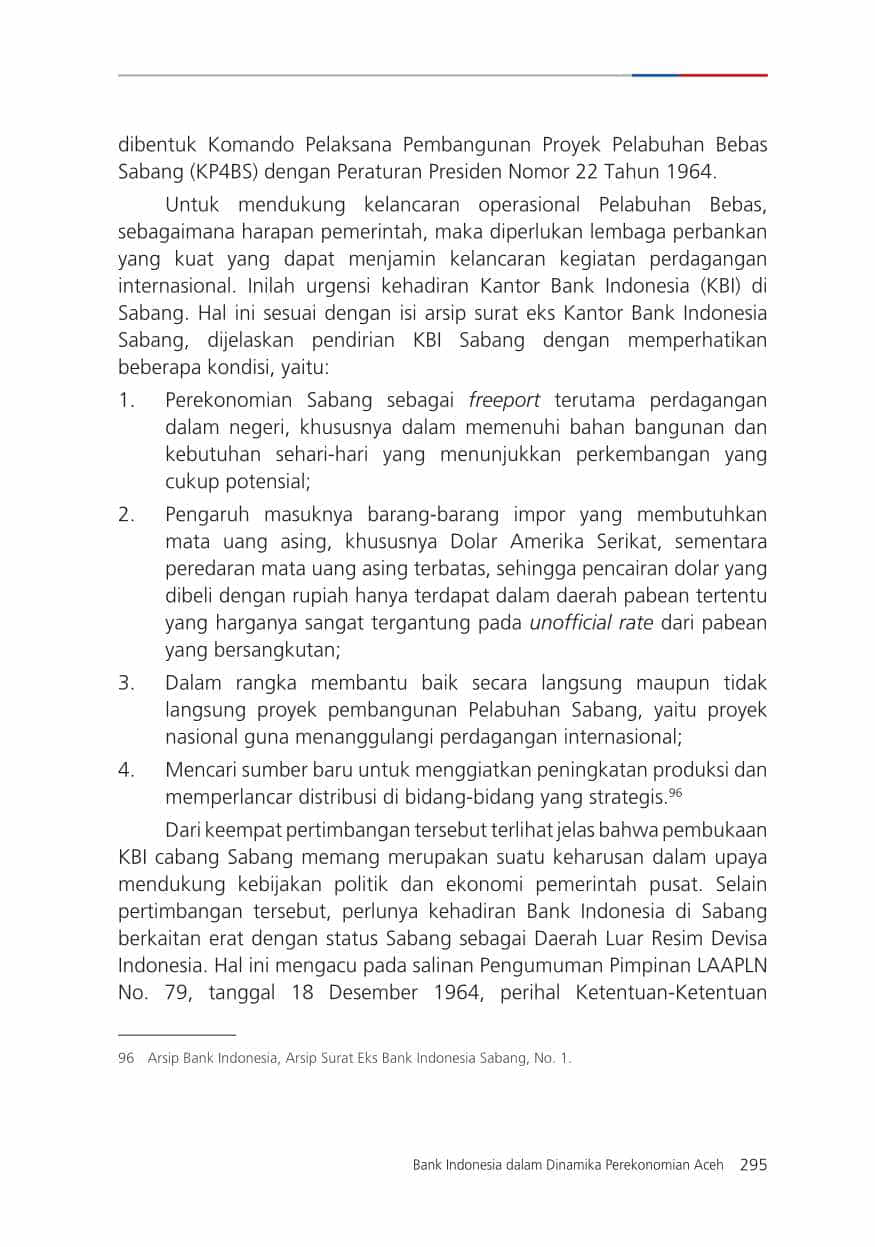 dibentuk Komando Pelaksana Pembangunan Proyek Pelabuhan Bebas
Sabang (KP4BS) dengan Peraturan Presiden Nomor 22 Tahun 1964.
Untuk mendukung kelancaran operasional Pelabuhan Bebas,
sebagaimana harapan pemerintah, maka diperlukan lembaga perbankan
yang kuat yang dapat menjamin kelancaran kegiatan perdagangan
internasional. Inilah urgensi kehadiran Kantor Bank Indonesia (KBI) di
Sabang. Hal ini sesuai dengan isi arsip surat eks Kantor Bank Indonesia
Sabang, dijelaskan pendirian KBI Sabang dengan memperhatikan
beberapa kondisi, yaitu:
1. Perekonomian Sabang sebagai freeport terutama perdagangan
dalam negeri, khususnya dalam memenuhi bahan bangunan dan
kebutuhan sehari-hari yang menunjukkan perkembangan yang
cukup potensial;
2. Pengaruh masuknya barang-barang impor yang membutuhkan
mata uang asing, khususnya Dolar Amerika Serikat, sementara
peredaran mata uang asing terbatas, sehingga pencairan dolar yang
dibeli dengan rupiah hanya terdapat dalam daerah pabean tertentu
yang harganya sangat tergantung pada unofficial rate dari pabean
yang bersangkutan;
3. Dalam rangka membantu baik secara langsung maupun tidak
langsung proyek pembangunan Pelabuhan Sabang, yaitu proyek
nasional guna menanggulangi perdagangan internasional;
4. Mencari sumber baru untuk menggiatkan peningkatan produksi dan
memperlancar distribusi di bidang-bidang yang strategis.96
Dari keempat pertimbangan tersebut terlihat jelas bahwa pembukaan
KBI cabang Sabang memang merupakan suatu keharusan dalam upaya
mendukung kebijakan politik dan ekonomi pemerintah pusat. Selain
pertimbangan tersebut, perlunya kehadiran Bank Indonesia di Sabang
berkaitan erat dengan status Sabang sebagai Daerah Luar Resim Devisa
Indonesia. Hal ini mengacu pada salinan Pengumuman Pimpinan LAAPLN
No. 79, tanggal 18 Desember 1964, perihal Ketentuan-Ketentuan
96 Arsip Bank Indonesia, Arsip Surat Eks Bank Indonesia Sabang, No. 1.
Bank Indonesia dalam Dinamika Perekonomian Aceh 295